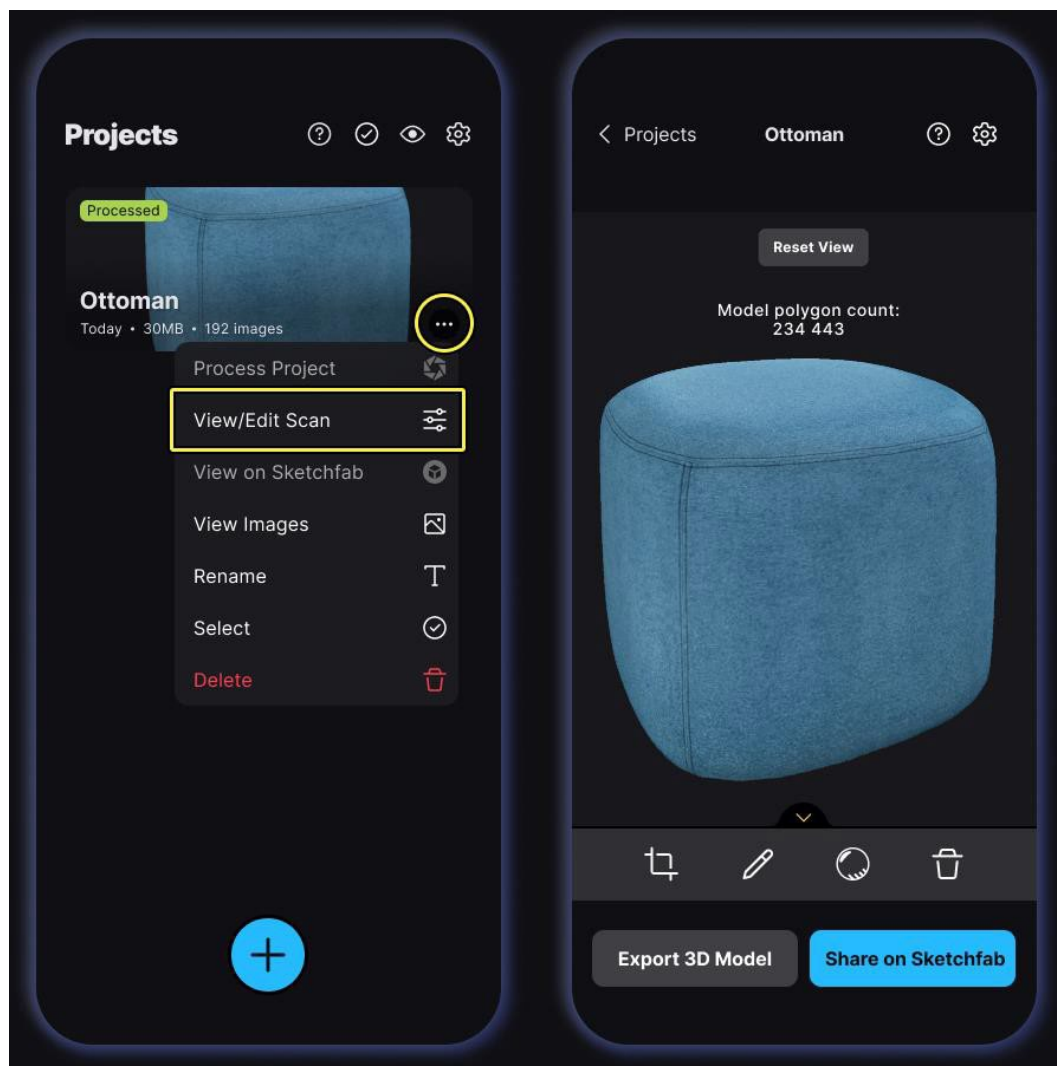 Projects
Processed
Ottoman
Today • 30MB • 192 images
Process Project
View/Edit Scan
View on Sketchfab
View Images
Rename
Select
Delete
Projects
Ottoman
Reset View
Model polygon count:
234 443
Export 3D Model
Share on Sketchfab